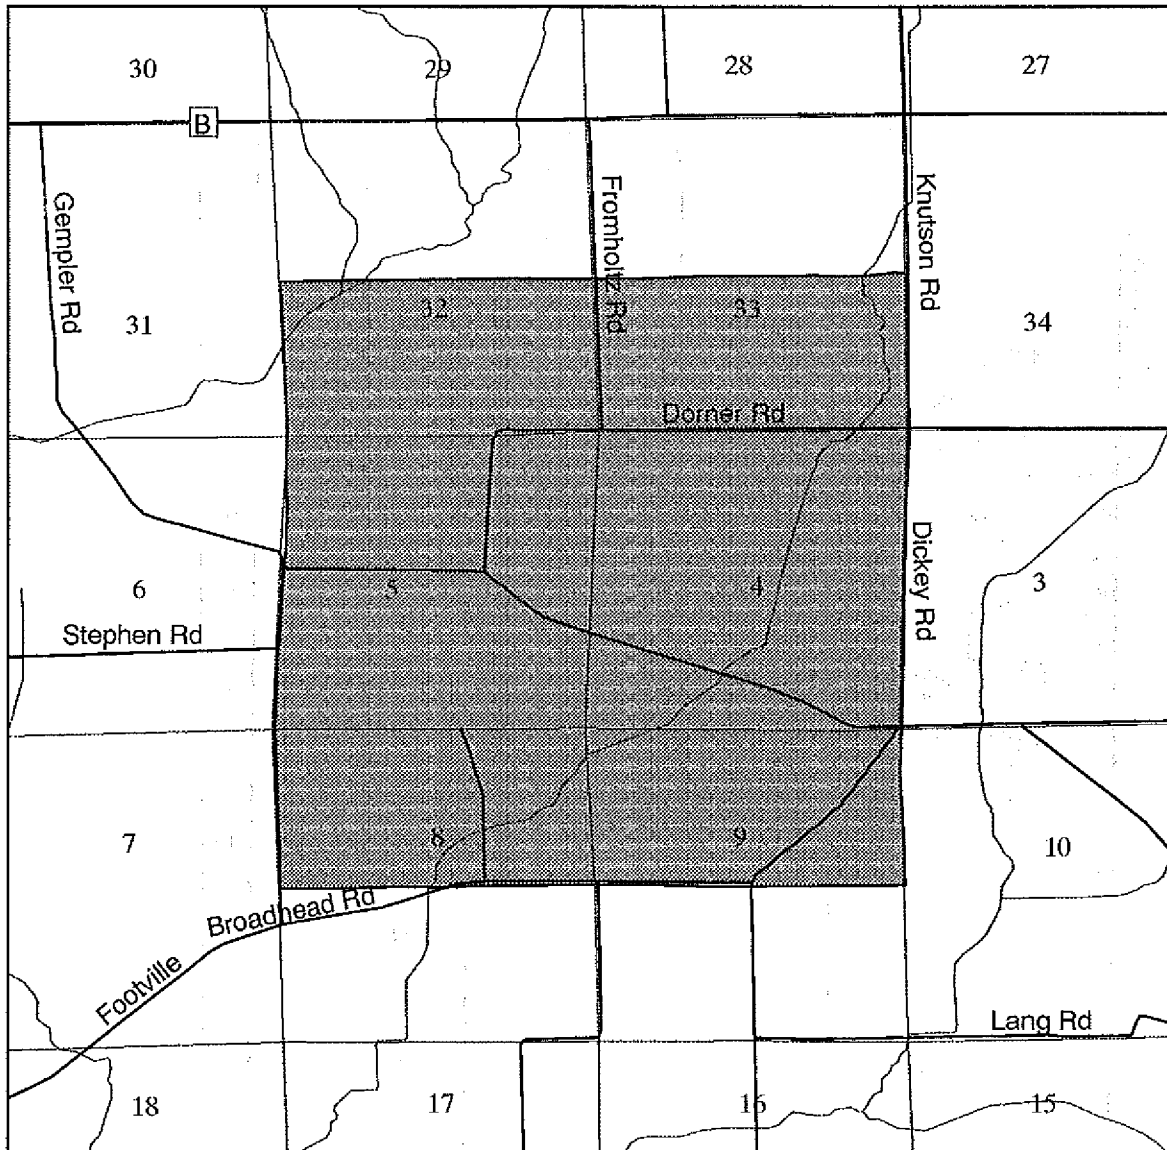 30
29
28
27
B
Gempler Rd
Fromholtz Rd
Knutson Rd
31
32
33
34
Dorner Rd
6
5
4
Dickey Rd
3
Stephen Rd
7
8
9
10
Broadhead Rd
Footville
Lang Rd
18
17
16
15